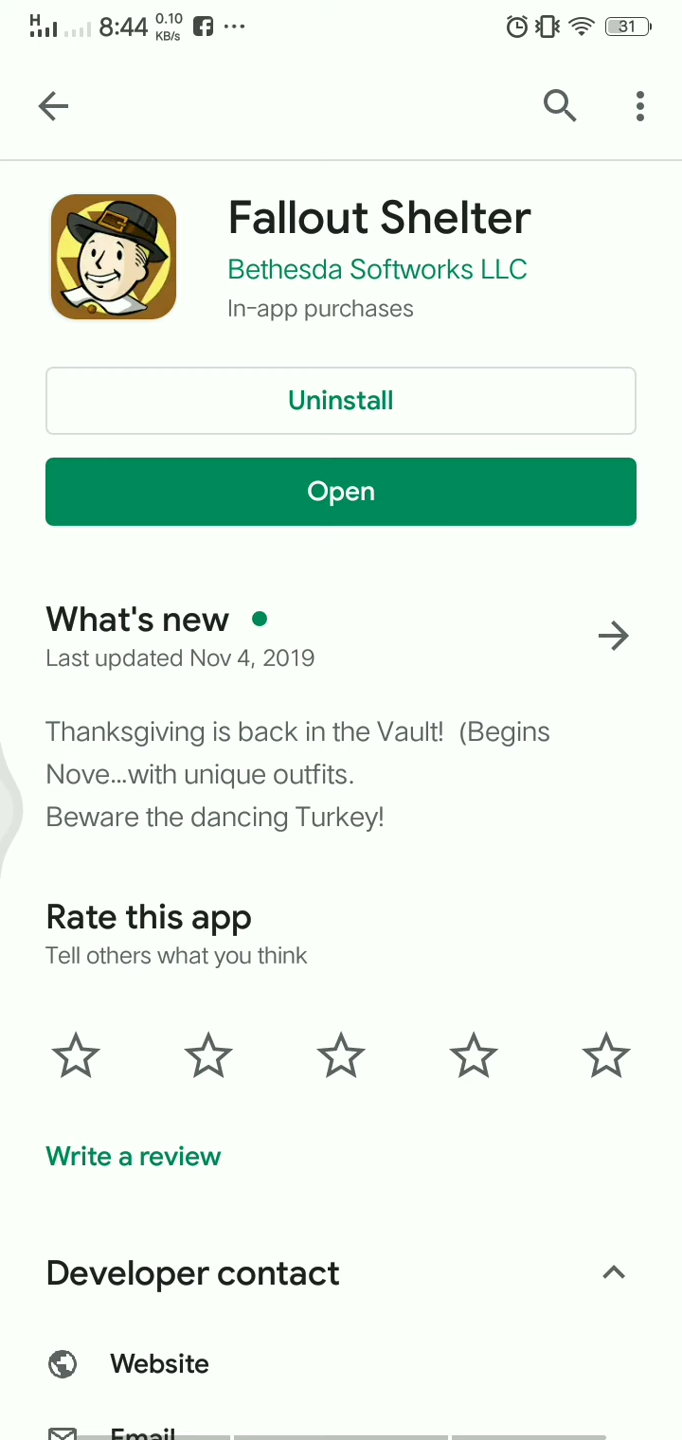 H 8:44 0.10 KB/s 31
Fallout Shelter
Bethesda Softworks LLC
In-app purchases
Uninstall
Open
What's new
Last updated Nov 4, 2019
Thanksgiving is back in the Vault!  (Begins
Nove...with unique outfits.
Beware the dancing Turkey!
Rate this app
Tell others what you think
Write a review
Developer contact
Website
Email